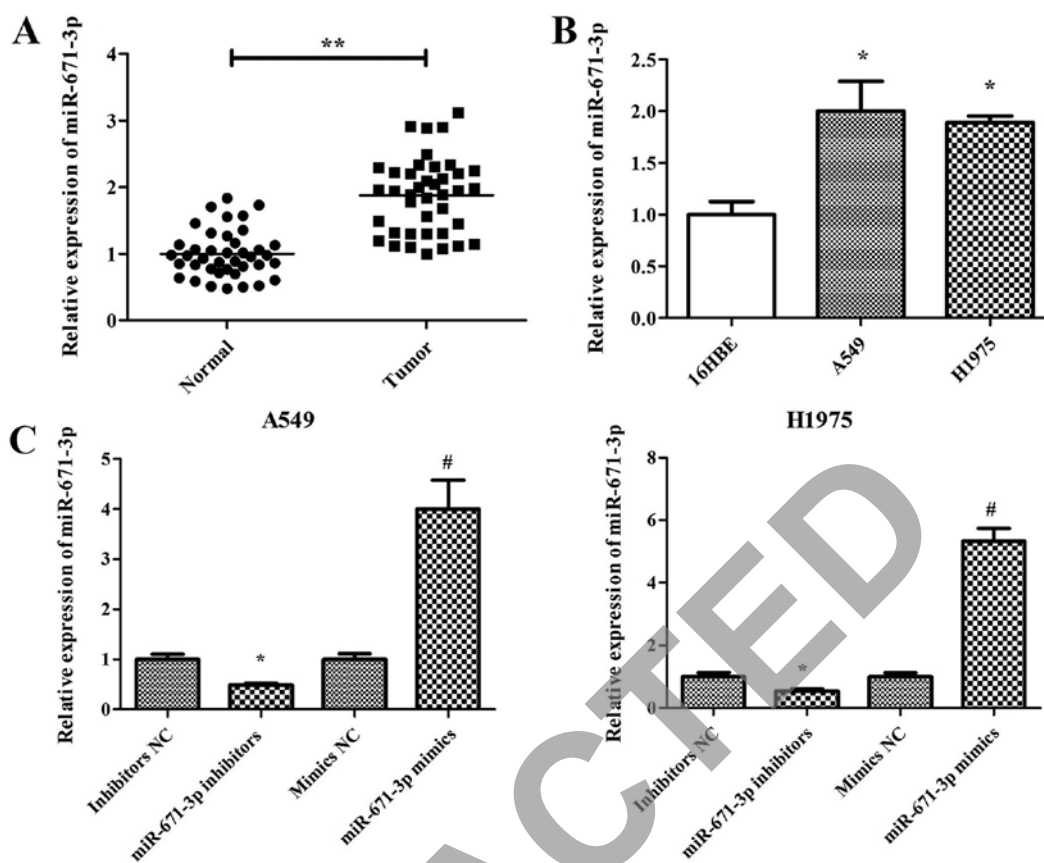 A
Relative expression of miR-671-3p
**
4
3
2
1
0
Normal
Tumor
B
Relative expression of miR-671-3p
*
*
2.5
2.0
1.5
1.0
0.5
0.0
16HBE
A549
H1975
C
A549
Relative expression of miR-671-3p
#
*
5
4
3
2
1
0
Inhibitors NC
miR-671-3p inhibitors
Mimics NC
miR-671-3p mimics
H1975
Relative expression of miR-671-3p
#
*
8
6
4
2
0
Inhibitors NC
miR-671-3p inhibitors
Mimics NC
miR-671-3p mimics
ACTED